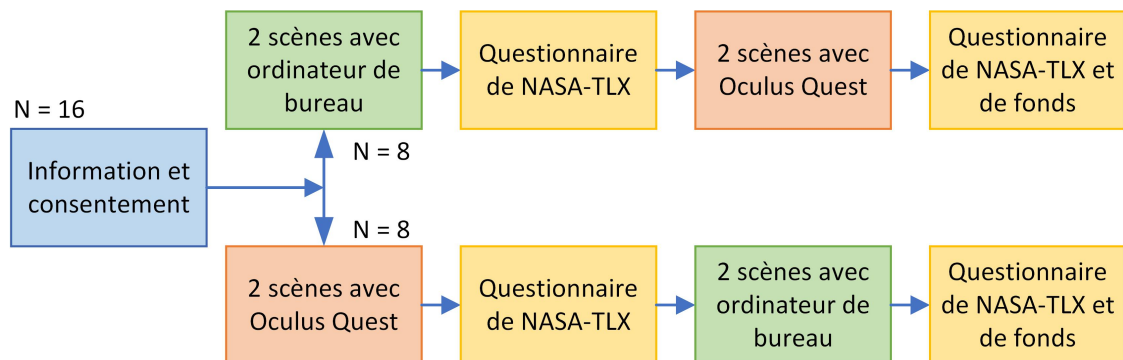 N = 16
Information et
consentement
2 scènes avec
ordinateur de
bureau
Questionnaire
de NASA-TLX
2 scènes avec
Oculus Quest
Questionnaire
de NASA-TLX et
de fonds
N = 8
N = 8
2 scènes avec
Oculus Quest
Questionnaire
de NASA-TLX
2 scènes avec
ordinateur de
bureau
Questionnaire
de NASA-TLX et
de fonds